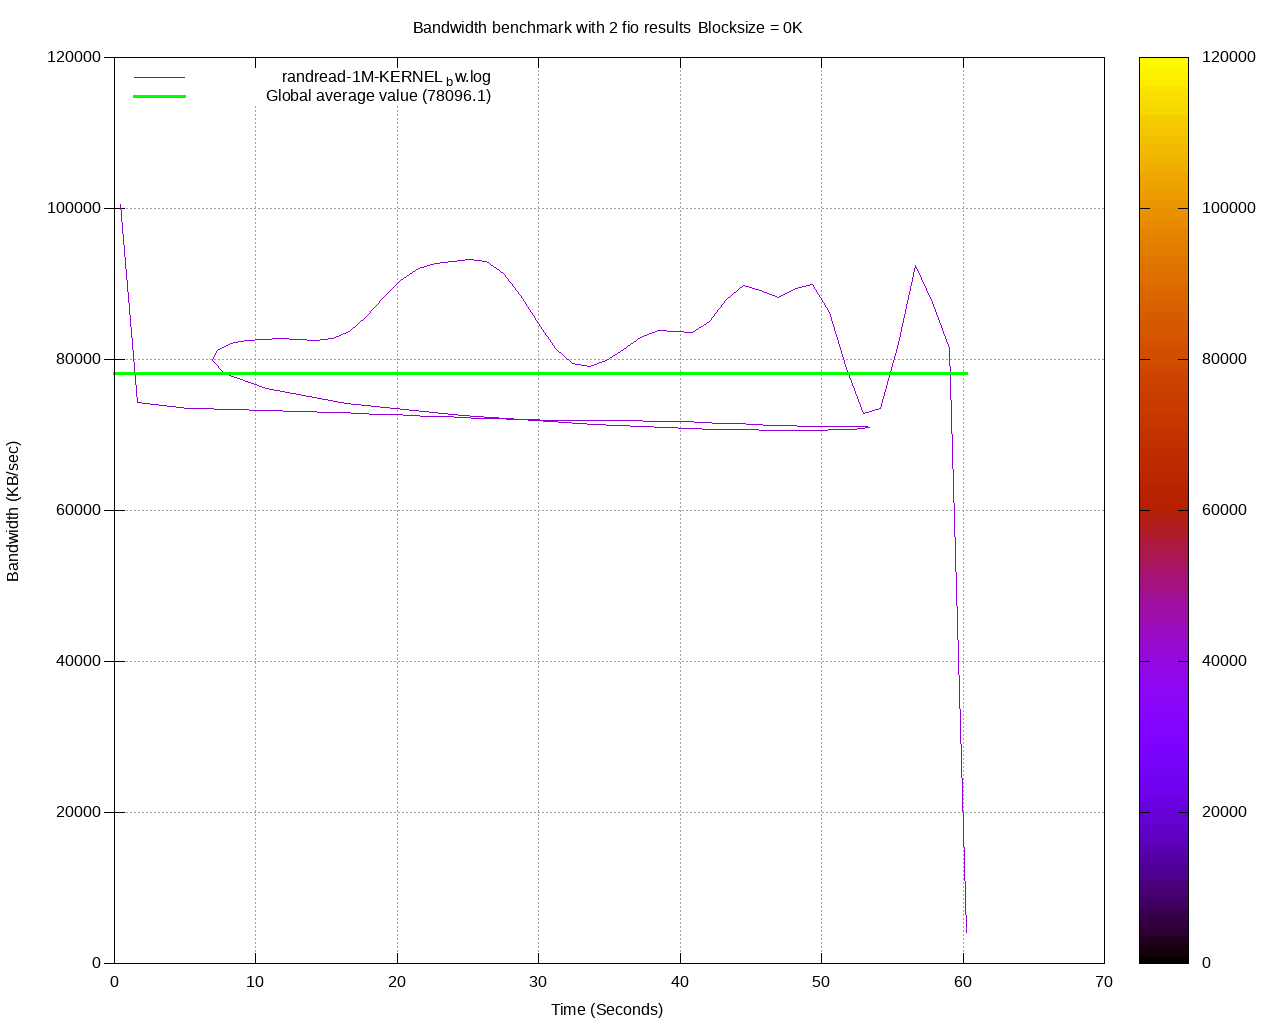 Bandwidth benchmark with 2 fio results Blocksize = 0K
randread-1M-KERNELbw.log
Global average value (78096.1)
120000
100000
80000
60000
40000
20000
0
0 10 20 30 40 50 60 70
Time (Seconds)
Bandwidth (KB/sec)
120000
100000
80000
60000
40000
20000
0